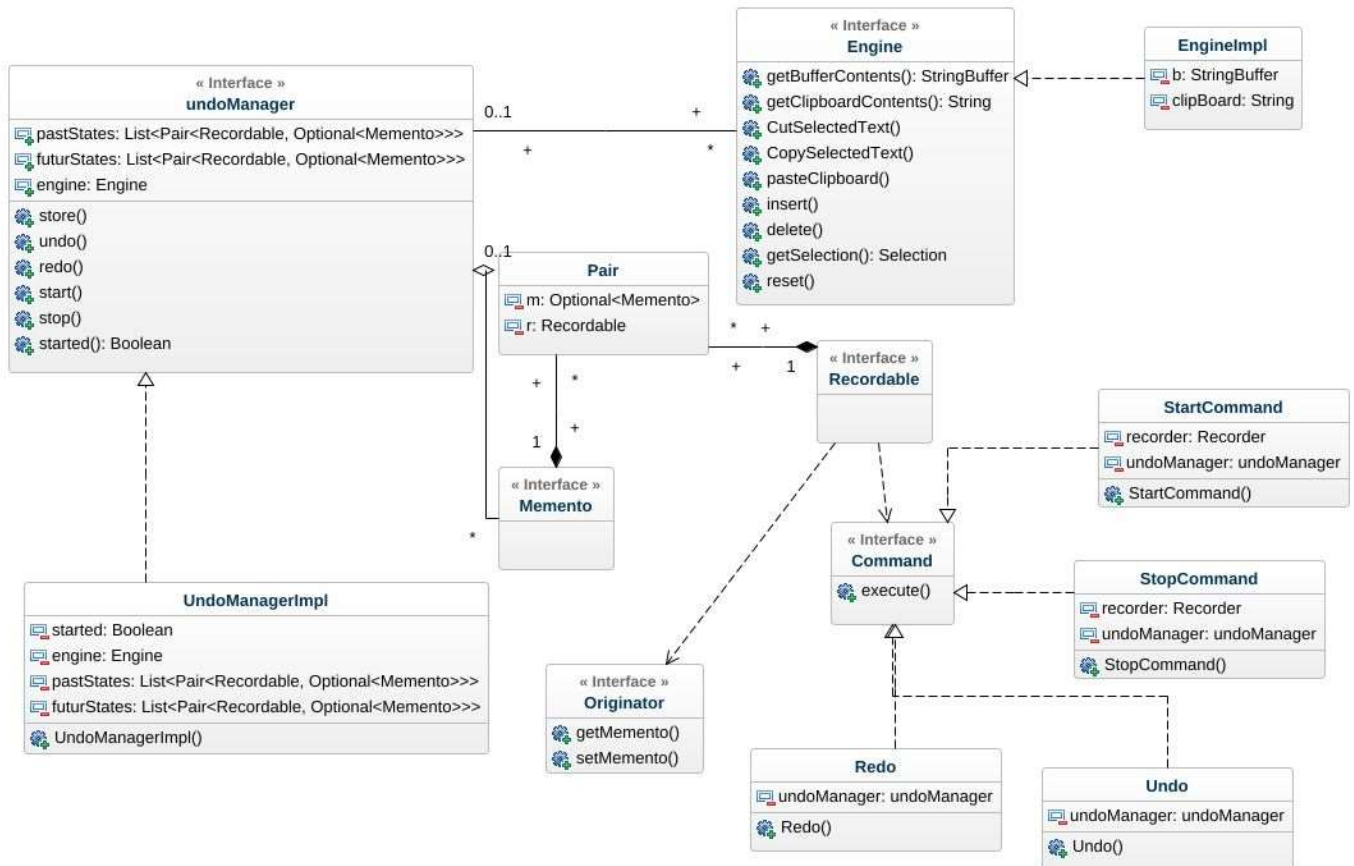 « Interface »
Engine
getBufferContents(): StringBuffer
getClipboardContents(): String
CutSelectedText()
CopySelectedText()
pasteClipboard()
insert()
delete()
getSelection(): Selection
reset()
EngineImpl
b: StringBuffer
clipBoard: String
« Interface »
undoManager
pastStates: List<Pair<Recordable, Optional<Memento>>>
futurStates: List<Pair<Recordable, Optional<Memento>>>
engine: Engine
store()
undo()
redo()
start()
stop()
started(): Boolean
0..1
+
+
*
0..1
Pair
m: Optional<Memento>
r: Recordable
* +
+ 1
« Interface »
Recordable
+ *
+
1
« Interface »
Memento
*
StartCommand
recorder: Recorder
undoManager: undoManager
StartCommand()
« Interface »
Command
execute()
StopCommand
recorder: Recorder
undoManager: undoManager
StopCommand()
UndoManagerImpl
started: Boolean
engine: Engine
pastStates: List<Pair<Recordable, Optional<Memento>>>
futurStates: List<Pair<Recordable, Optional<Memento>>>
UndoManagerImpl()
« Interface »
Originator
getMemento()
setMemento()
Redo
undoManager: undoManager
Redo()
Undo
undoManager: undoManager
Undo()